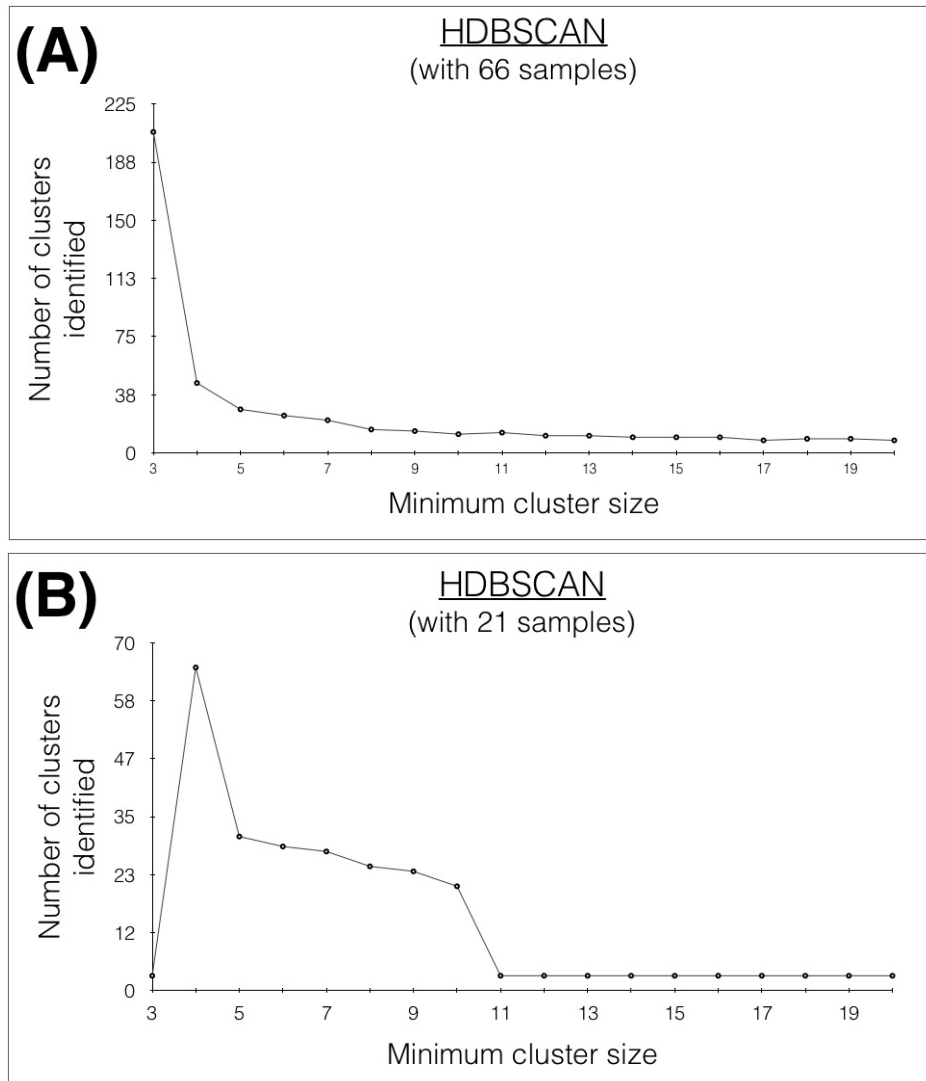 (A)
HDBSCAN
(with 66 samples)
225
188
150
113
75
38
0
Number of clusters
identified
3 5 7 9 11 13 15 17 19
Minimum cluster size
(B)
HDBSCAN
(with 21 samples)
70
58
47
35
23
12
0
Number of clusters
identified
3 5 7 9 11 13 15 17 19
Minimum cluster size